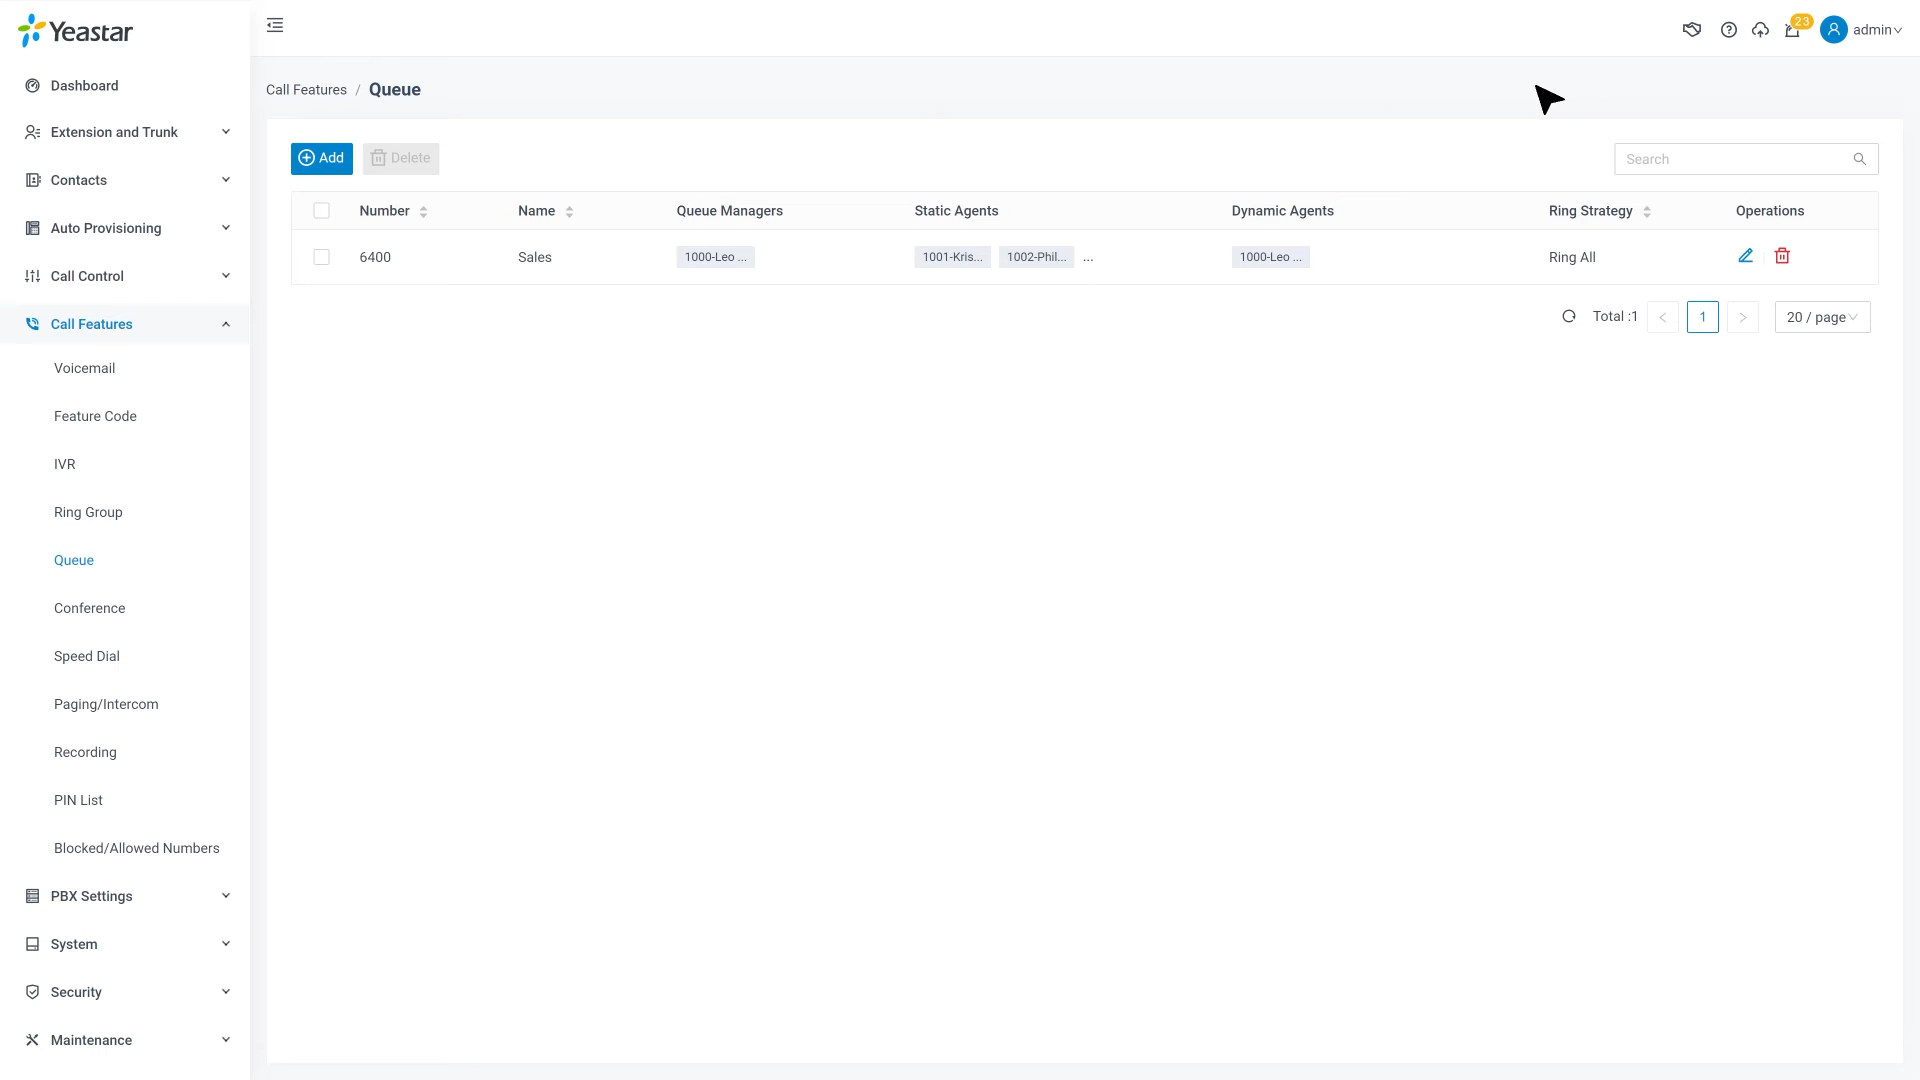 Yeastar
23
admin
Dashboard
Extension and Trunk
Contacts
Auto Provisioning
Call Control
Call Features
Voicemail
Feature Code
IVR
Ring Group
Queue
Conference
Speed Dial
Paging/Intercom
Recording
PIN List
Blocked/Allowed Numbers
PBX Settings
System
Security
Maintenance
Call Features / Queue
Add Delete Search
Number Name Queue Managers Static Agents Dynamic Agents Ring Strategy Operations
6400 Sales 1000-Leo ... 1001-Kris... 1002-Phil... ... 1000-Leo ... Ring All
Total :1 < 1 > 20 / page